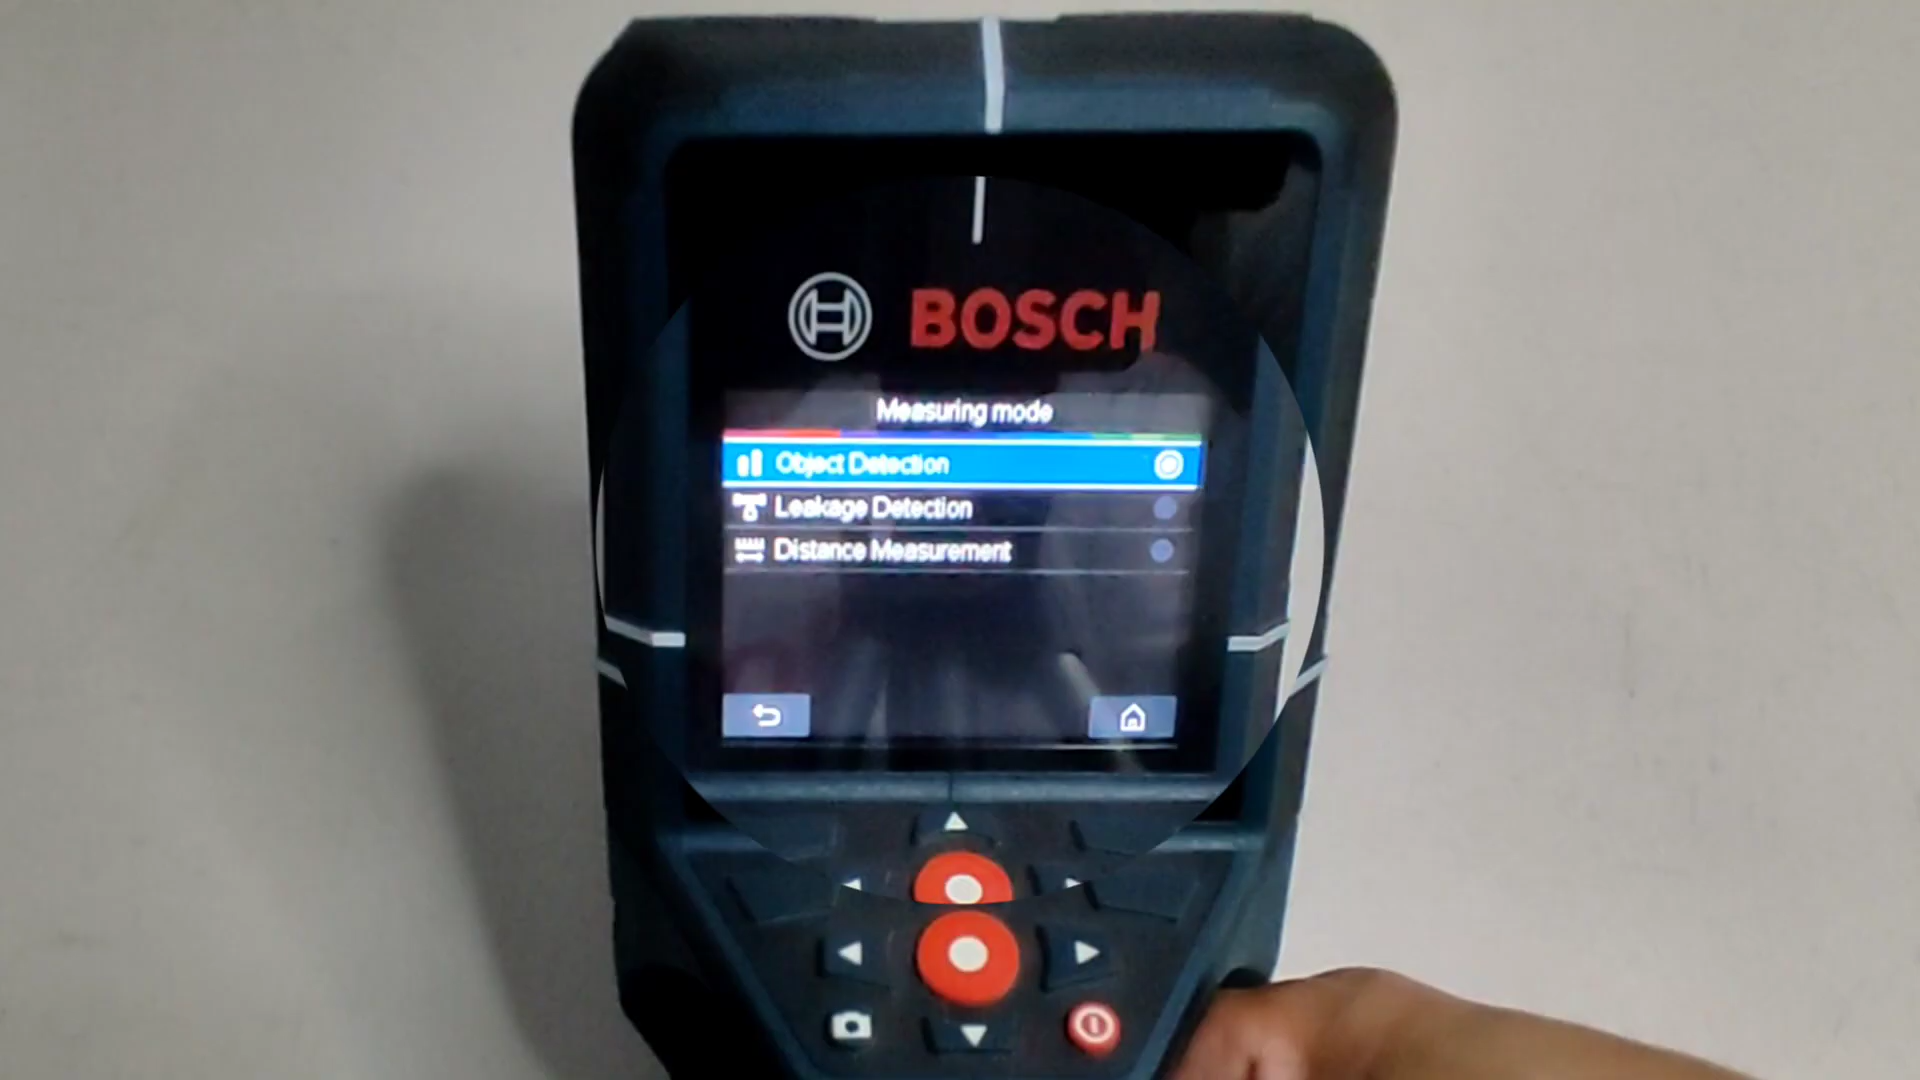 BOSCH
Measuring mode
Object Detection
Leakage Detection
Distance Measurement